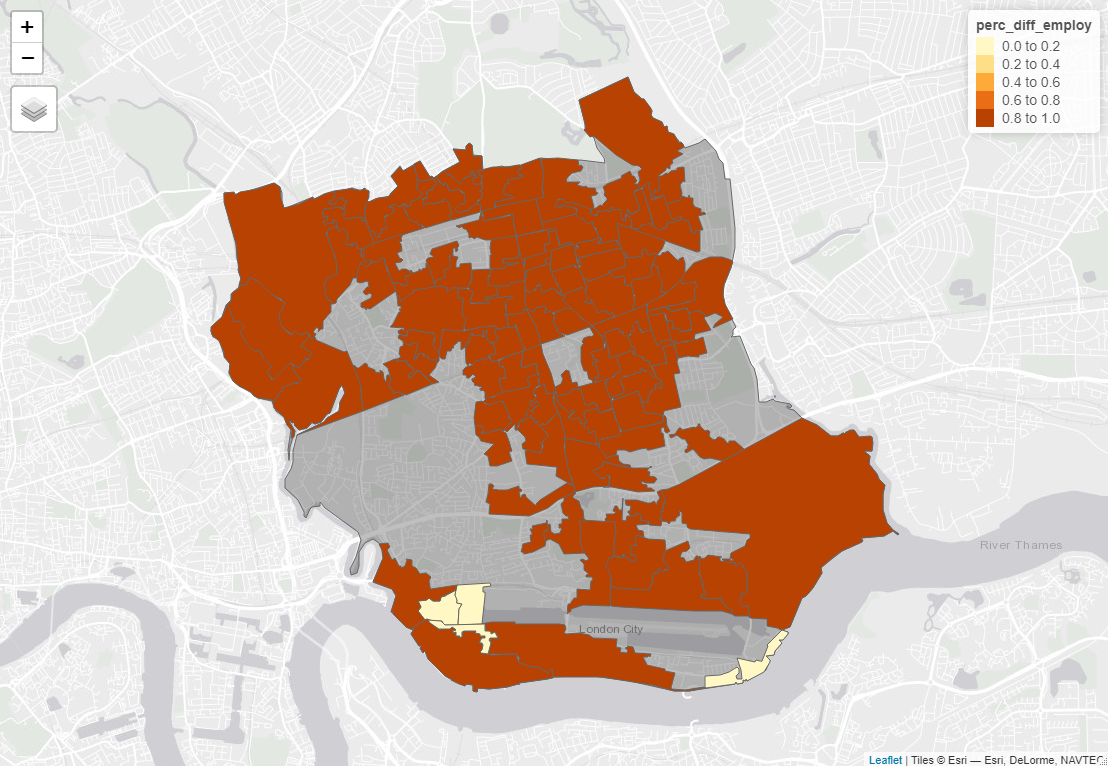 +
−
perc_diff_employ
0.0 to 0.2
0.2 to 0.4
0.4 to 0.6
0.6 to 0.8
0.8 to 1.0
River Thames
London City
Leaflet | Tiles © Esri — Esri, DeLorme, NAVTEQ